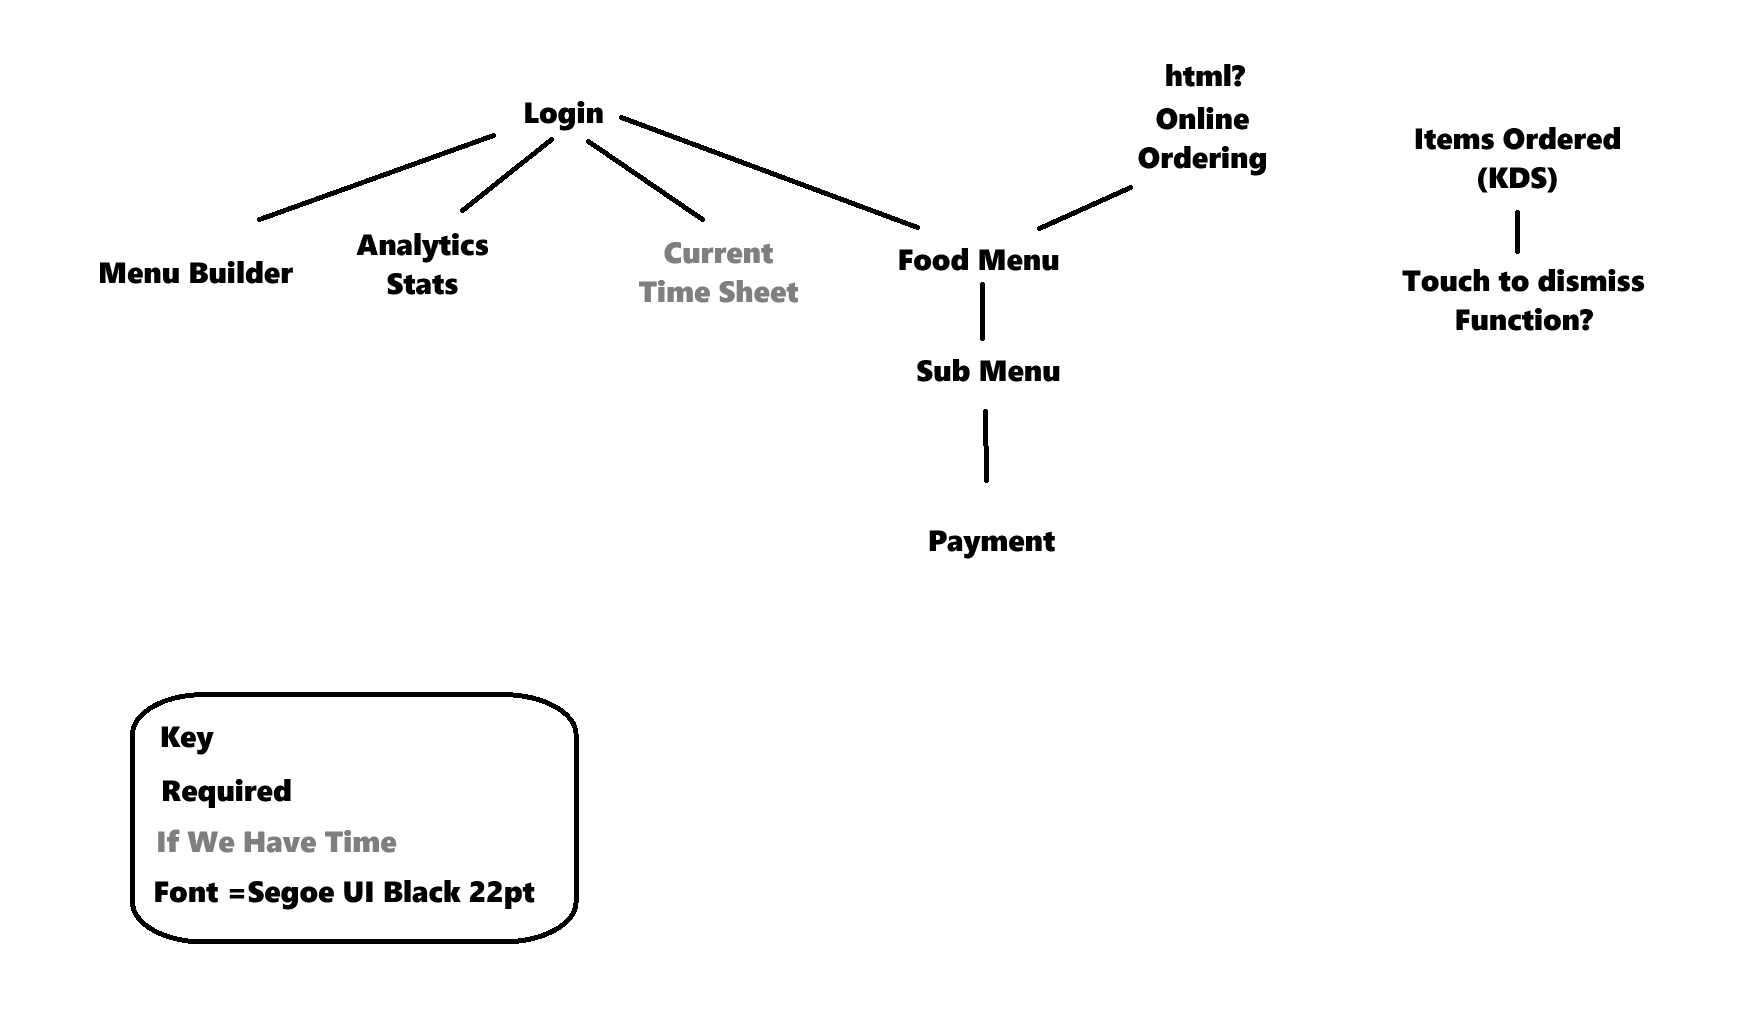 html?
Online
Ordering
Login
Items Ordered
(KDS)
Menu Builder
Analytics
Stats
Current
Time Sheet
Food Menu
Touch to dismiss
Function?
Sub Menu
Payment
Key
Required
If We Have Time
Font =Segoe UI Black 22pt